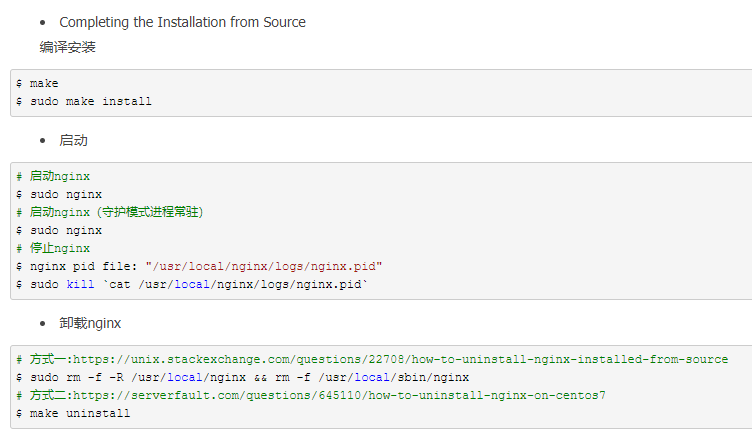 • Completing the Installation from Source
编译安装
$ make
$ sudo make install
• 启动
# 启动nginx
$ sudo nginx
# 启动nginx（守护模式进程常驻）
$ sudo nginx
# 停止nginx
$ nginx pid file: "/usr/local/nginx/logs/nginx.pid"
$ sudo kill `cat /usr/local/nginx/logs/nginx.pid`
• 卸载nginx
# 方式一:https://unix.stackexchange.com/questions/22708/how-to-uninstall-nginx-installed-from-source
$ sudo rm -f -R /usr/local/nginx && rm -f /usr/local/sbin/nginx
# 方式二:https://serverfault.com/questions/645110/how-to-uninstall-nginx-on-centos7
$ make uninstall